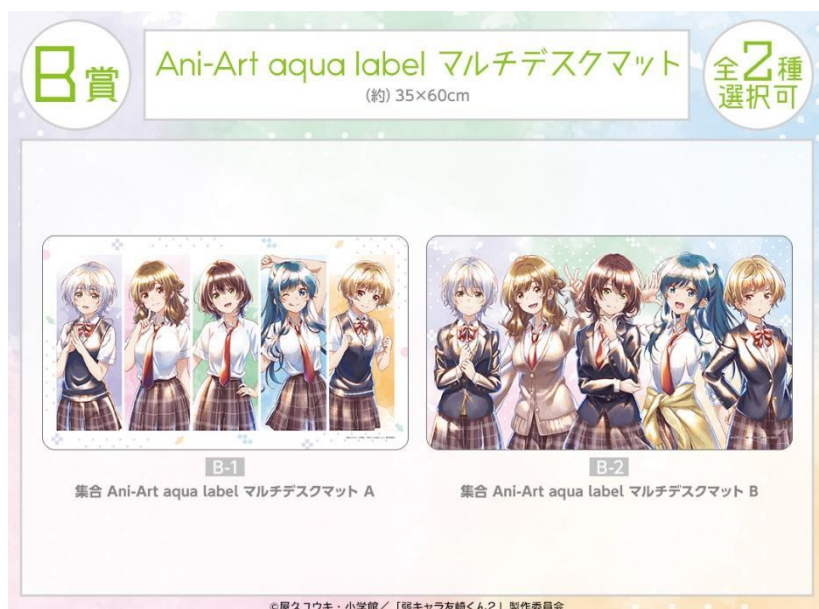 B賞
Ani-Art aqua label マルチデスクマット
(約) 35×60cm
全2種
選択可
B-1
集合 Ani-Art aqua label マルチデスクマット A
B-2
集合 Ani-Art aqua label マルチデスクマット B
©屋久ユウキ・小学館/「弱キャラ友崎くん2」製作委員会